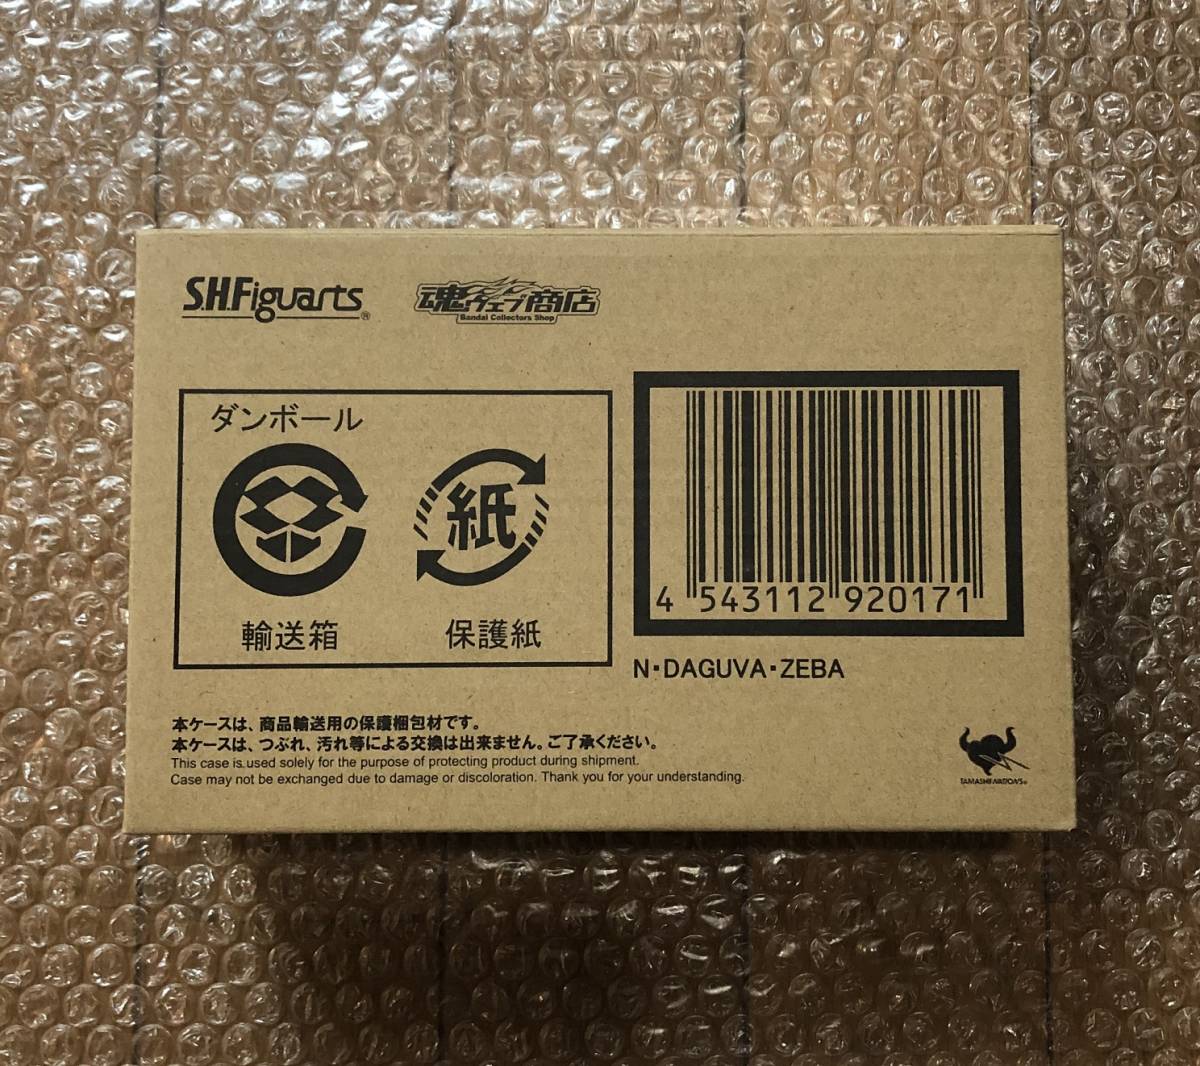 S.H.Figuarts®
魂ウェブ商店
Bandai Collectors Shop
ダンボール
紙
輸送箱
保護紙
4 543112 920171
N・DAGUVA・ZEBA
本ケースは、商品輸送用の保護梱包材です。
本ケースは、つぶれ、汚れ等による交換は出来ません。ご了承ください。
This case is used solely for the purpose of protecting product during shipment.
Case may not be exchanged due to damage or discoloration. Thank you for your understanding.
TAMASHII NATIONS®